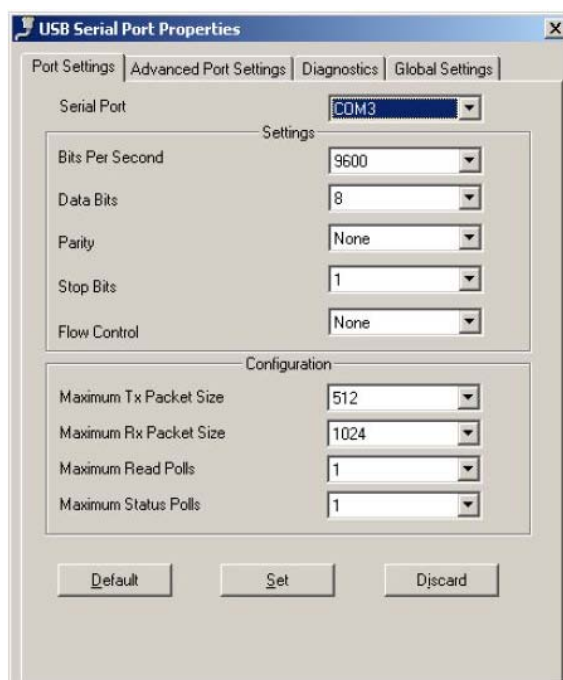 USB Serial Port Properties
Port Settings Advanced Port Settings Diagnostics Global Settings
Serial Port COM3
Settings
Bits Per Second 9600
Data Bits 8
Parity None
Stop Bits 1
Flow Control None
Configuration
Maximum Tx Packet Size 512
Maximum Rx Packet Size 1024
Maximum Read Polls 1
Maximum Status Polls 1
Default Set Discard